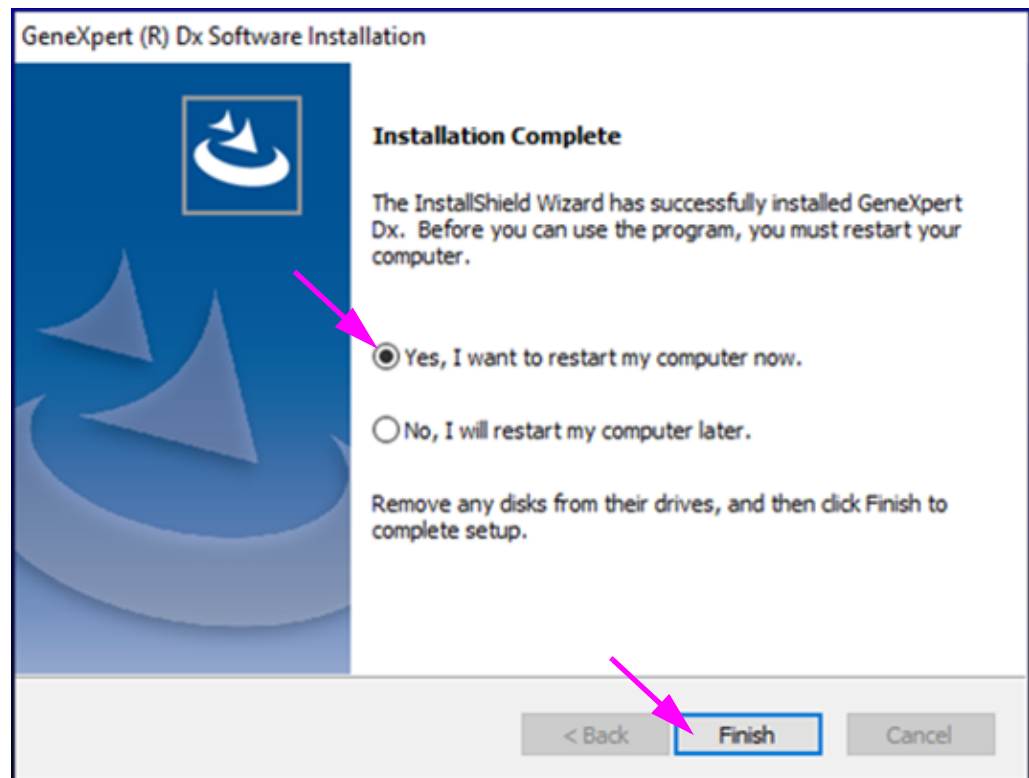 GeneXpert (R) Dx Software Installation
Installation Complete
The InstallShield Wizard has successfully installed GeneXpert
Dx.  Before you can use the program, you must restart your
computer.
Yes, I want to restart my computer now.
No, I will restart my computer later.
Remove any disks from their drives, and then click Finish to
complete setup.
< Back Finish Cancel